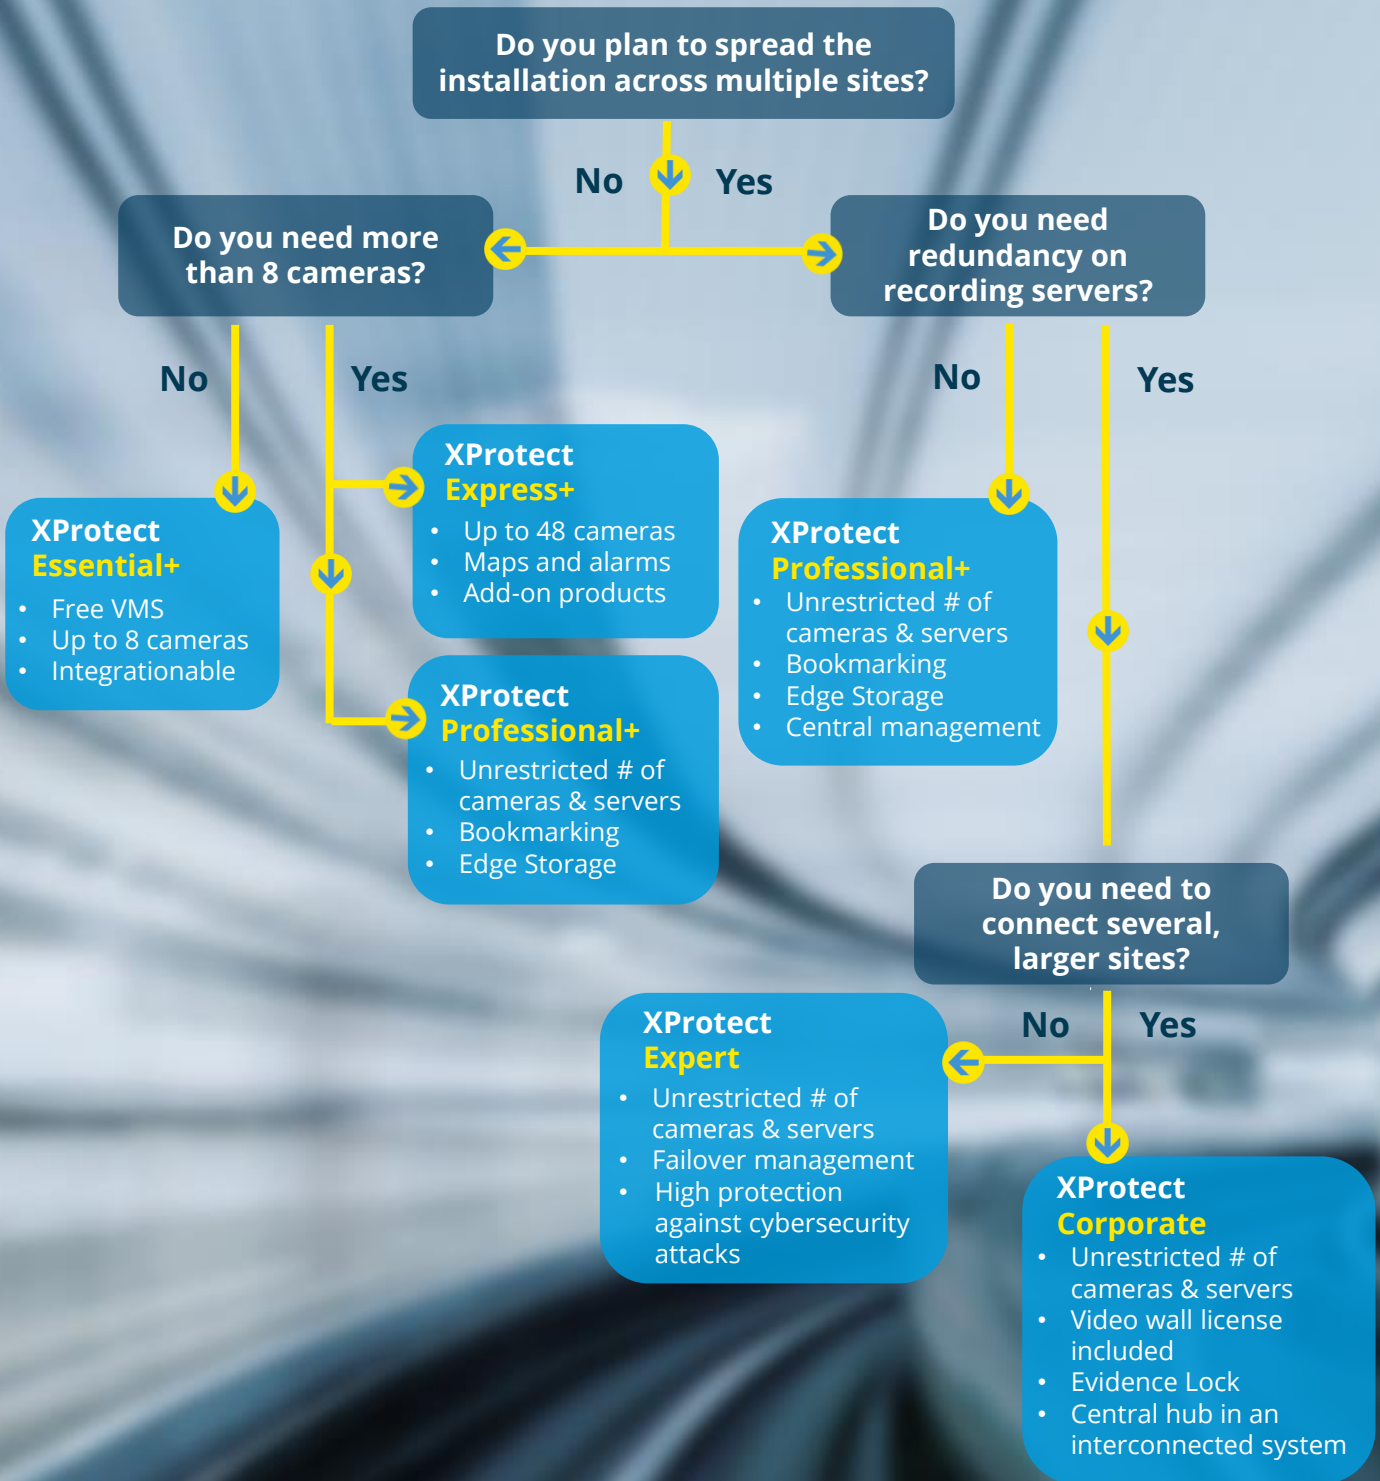 Do you plan to spread the
installation across multiple sites?
No
Yes
Do you need more
than 8 cameras?
Do you need
redundancy on
recording servers?
No
Yes
No
Yes
XProtect
Essential+
• Free VMS
• Up to 8 cameras
• Integrationable
XProtect
Express+
• Up to 48 cameras
• Maps and alarms
• Add-on products
XProtect
Professional+
• Unrestricted # of
cameras & servers
• Bookmarking
• Edge Storage
XProtect
Professional+
• Unrestricted # of
cameras & servers
• Bookmarking
• Edge Storage
• Central management
Do you need to
connect several,
larger sites?
No
Yes
XProtect
Expert
• Unrestricted # of
cameras & servers
• Failover management
• High protection
against cybersecurity
attacks
XProtect
Corporate
• Unrestricted # of
cameras & servers
• Video wall license
included
• Evidence Lock
• Central hub in an
interconnected system